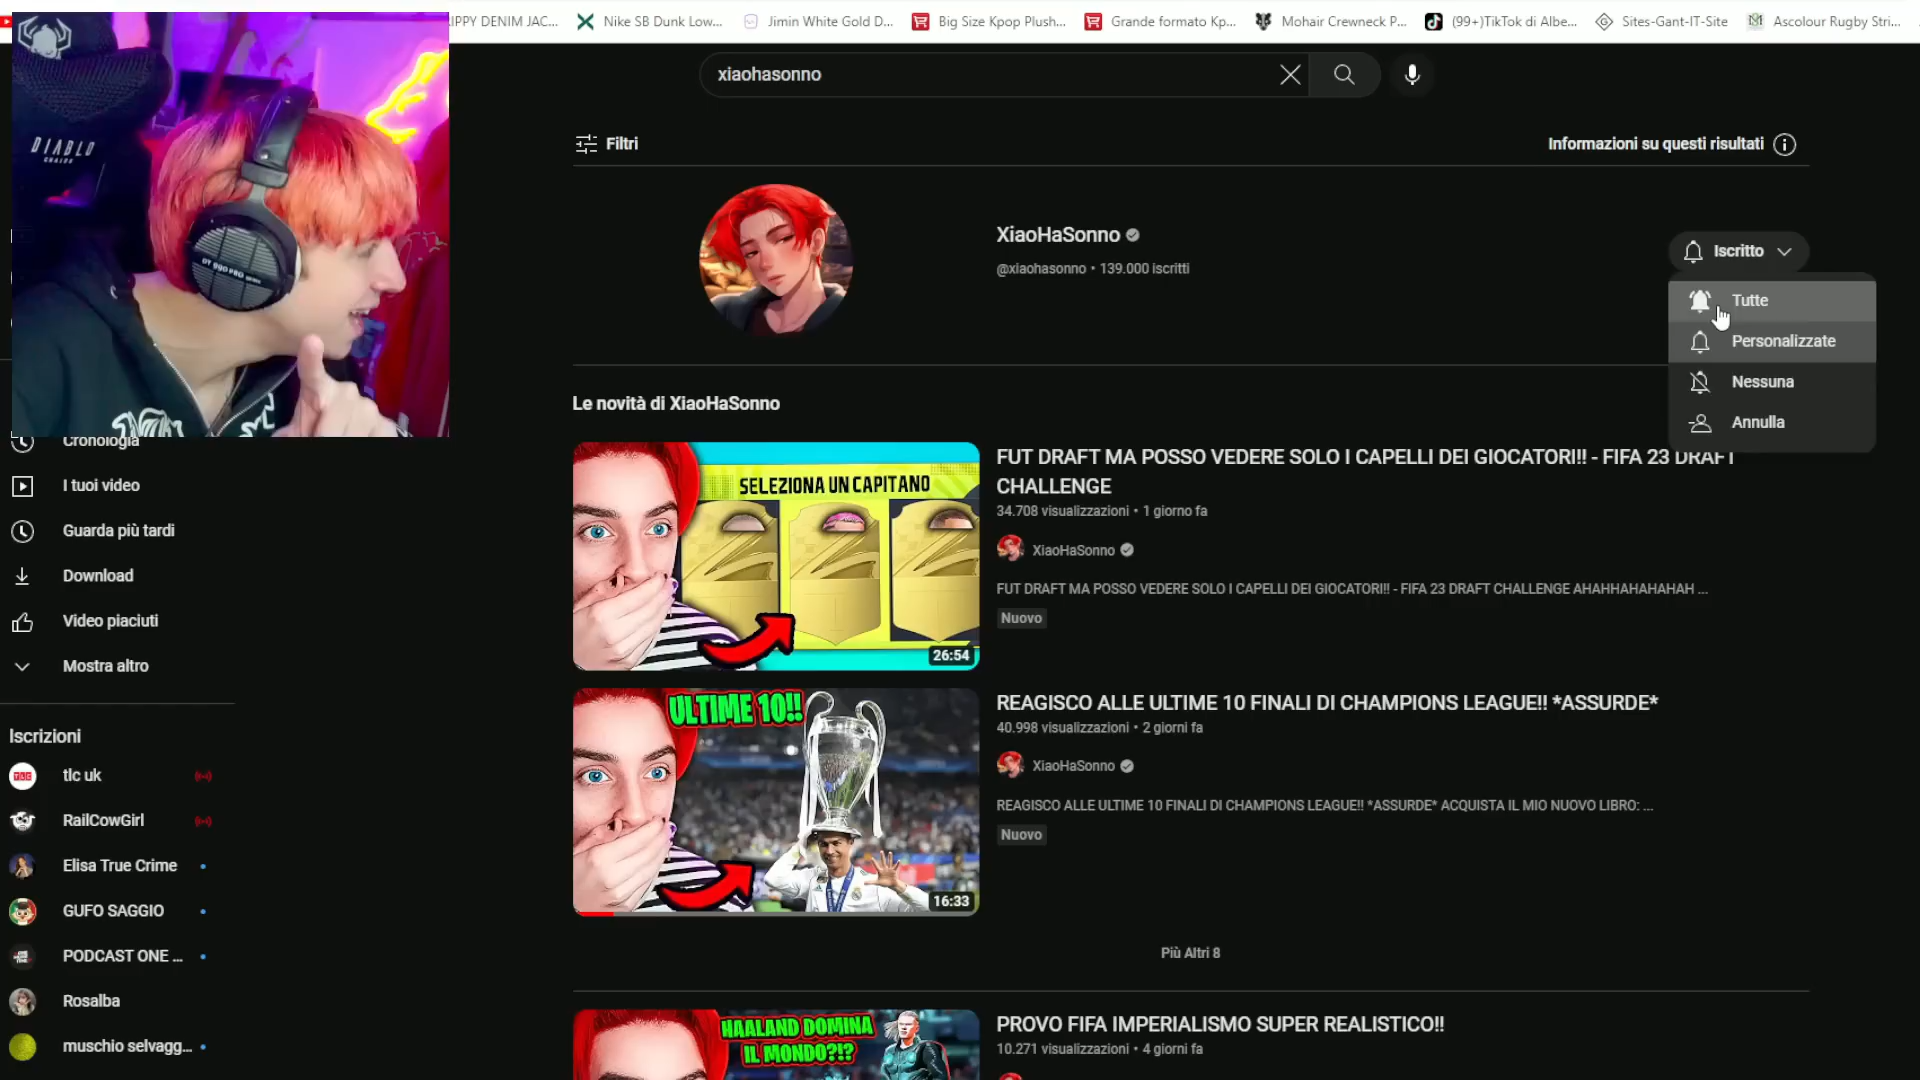 IPPY DENIM JAC...
Nike SB Dunk Low...
Jimin White Gold D...
Big Size Kpop Plush...
Grande formato Kp...
Mohair Crewneck P...
(99+)TikTok di Albe...
Sites-Gant-IT-Site
Ascolour Rugby Stri...
xiaohasonno
Filtri
Informazioni su questi risultati
DIABLO
CHAIRS
DT 990 PRO
XiaoHaSonno
@xiaohasonno • 139.000 iscritti
Iscritto
Tutte
Personalizzate
Nessuna
Annulla
Le novità di XiaoHaSonno
SELEZIONA UN CAPITANO
26:54
FUT DRAFT MA POSSO VEDERE SOLO I CAPELLI DEI GIOCATORI!! - FIFA 23 DRAFT
CHALLENGE
34.708 visualizzazioni • 1 giorno fa
XiaoHaSonno
FUT DRAFT MA POSSO VEDERE SOLO I CAPELLI DEI GIOCATORI!! - FIFA 23 DRAFT CHALLENGE AHAHHAHAHAHAH ...
Nuovo
ULTIME 10!!
16:33
REAGISCO ALLE ULTIME 10 FINALI DI CHAMPIONS LEAGUE!! *ASSURDE*
40.998 visualizzazioni • 2 giorni fa
XiaoHaSonno
REAGISCO ALLE ULTIME 10 FINALI DI CHAMPIONS LEAGUE!! *ASSURDE* ACQUISTA IL MIO NUOVO LIBRO: ...
Nuovo
Più Altri 8
HAALAND DOMINA
IL MONDO?!?
PROVO FIFA IMPERIALISMO SUPER REALISTICO!!
10.271 visualizzazioni • 4 giorni fa
Cronologia
I tuoi video
Guarda più tardi
Download
Video piaciuti
Mostra altro
Iscrizioni
TLC
tlc uk
RailCowGirl
Elisa True Crime
GUFO SAGGIO
PODCAST ONE ...
Rosalba
muschio selvagg...